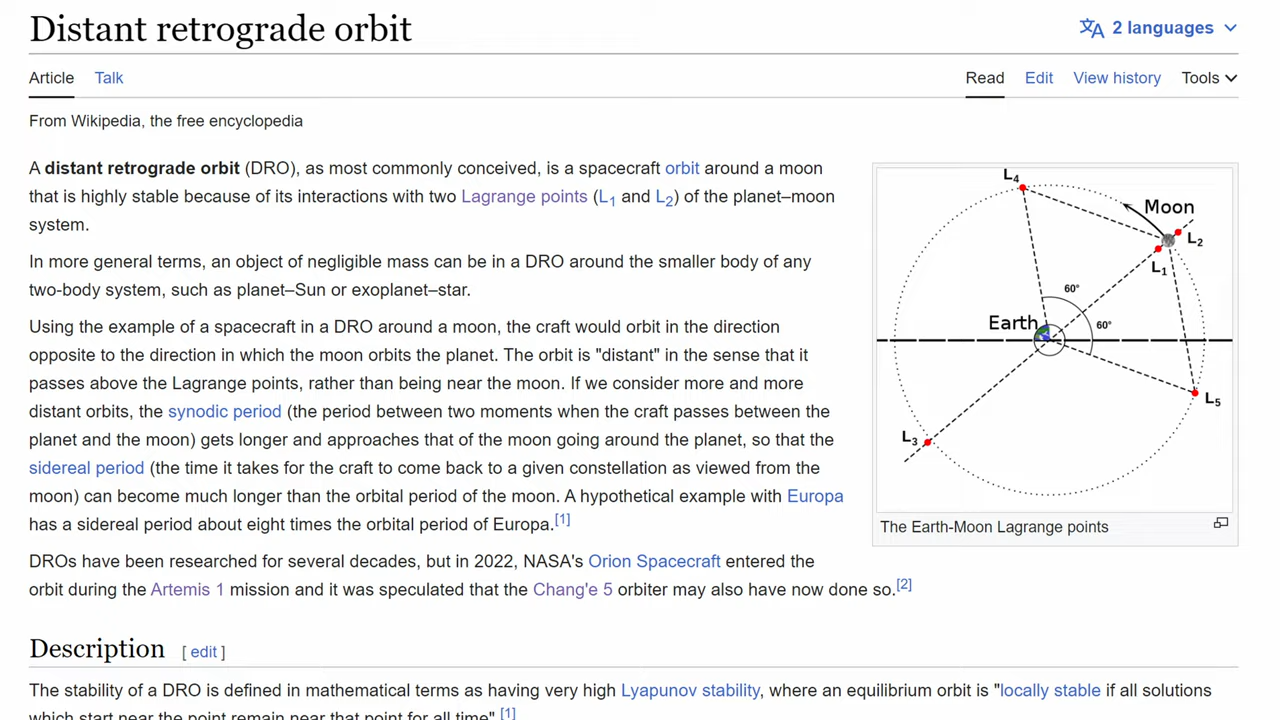 Distant retrograde orbit
2 languages
Article Talk Read Edit View history Tools
From Wikipedia, the free encyclopedia
A distant retrograde orbit (DRO), as most commonly conceived, is a spacecraft orbit around a moon
that is highly stable because of its interactions with two Lagrange points (L1 and L2) of the planet–moon
system.
In more general terms, an object of negligible mass can be in a DRO around the smaller body of any
two-body system, such as planet–Sun or exoplanet–star.
Using the example of a spacecraft in a DRO around a moon, the craft would orbit in the direction
opposite to the direction in which the moon orbits the planet. The orbit is "distant" in the sense that it
passes above the Lagrange points, rather than being near the moon. If we consider more and more
distant orbits, the synodic period (the period between two moments when the craft passes between the
planet and the moon) gets longer and approaches that of the moon going around the planet, so that the
sidereal period (the time it takes for the craft to come back to a given constellation as viewed from the
moon) can become much longer than the orbital period of the moon. A hypothetical example with Europa
has a sidereal period about eight times the orbital period of Europa.[1]
DROs have been researched for several decades, but in 2022, NASA's Orion Spacecraft entered the
orbit during the Artemis 1 mission and it was speculated that the Chang'e 5 orbiter may also have now done so.[2]
L4
Moon
L2
L1
60°
Earth
60°
L5
L3
The Earth-Moon Lagrange points
Description [ edit ]
The stability of a DRO is defined in mathematical terms as having very high Lyapunov stability, where an equilibrium orbit is "locally stable if all solutions
which start near the point remain near that point for all time".[1]